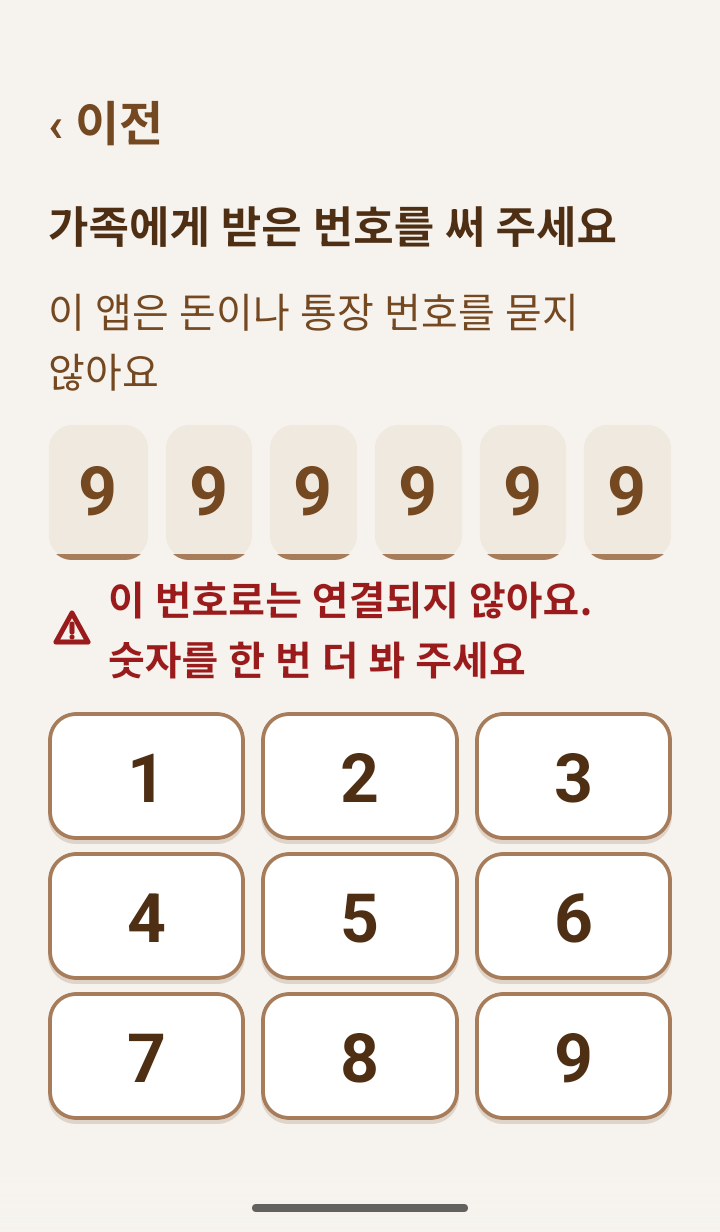 ‹ 이전
가족에게 받은 번호를 써 주세요
이 앱은 돈이나 통장 번호를 묻지
않아요
9 9 9 9 9 9
이 번호로는 연결되지 않아요.
숫자를 한 번 더 봐 주세요
1 2 3
4 5 6
7 8 9